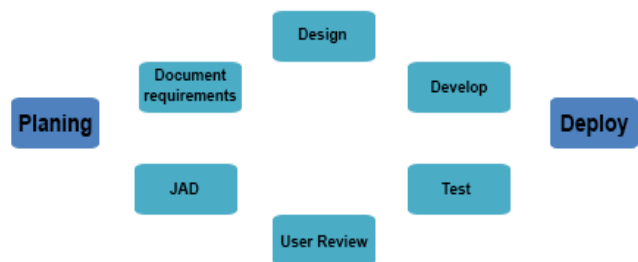 Design
Document
requirements
Develop
Planing
Deploy
JAD
Test
User Review